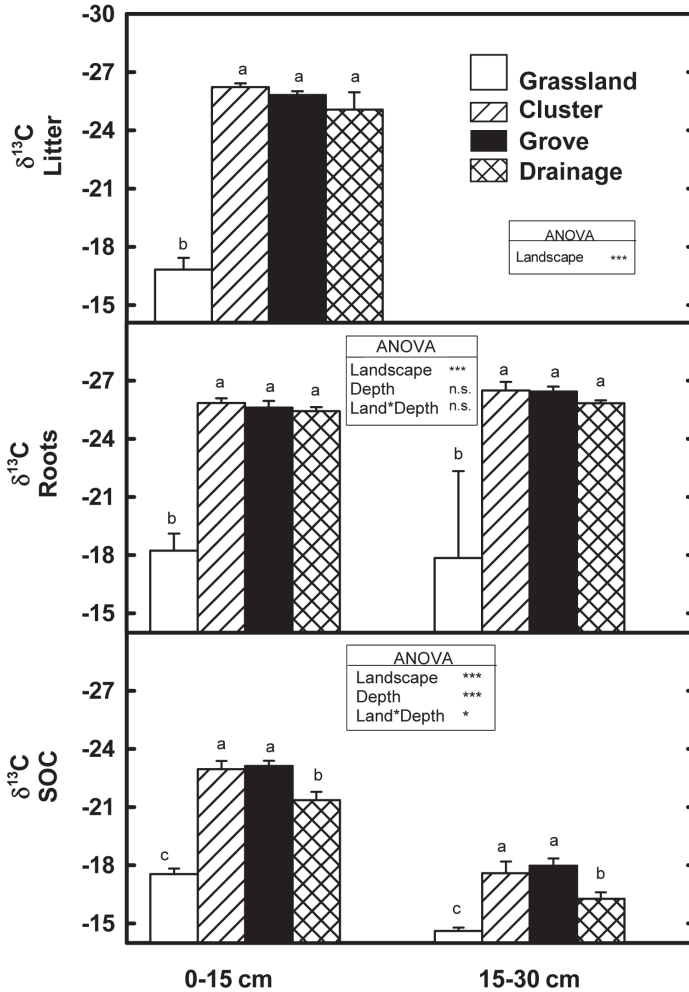 -30
-27
-24
-21
-18
-15
δ13C
Litter
a
a
a
b
Grassland
Cluster
Grove
Drainage
ANOVA
Landscape ***
-27
-24
-21
-18
-15
δ13C
Roots
ANOVA
Landscape ***
Depth n.s.
Land*Depth n.s.
b
a
a
a
b
a
a
a
-27
-24
-21
-18
-15
δ13C
SOC
ANOVA
Landscape ***
Depth ***
Land*Depth *
c
a
a
b
c
a
a
b
0-15 cm
15-30 cm